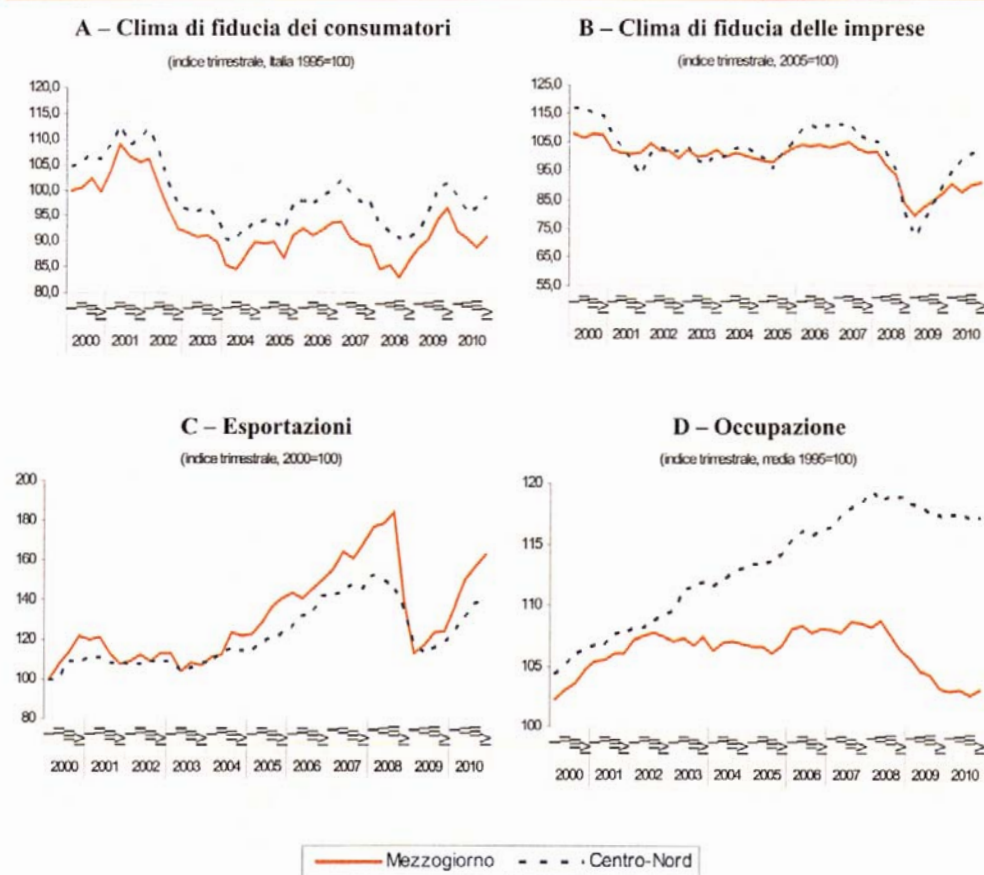 A – Clima di fiducia dei consumatori
(indice trimestrale, Italia 1995=100)
120,0
115,0
110,0
105,0
100,0
95,0
90,0
85,0
80,0
2000 2001 2002 2003 2004 2005 2006 2007 2008 2009 2010
B – Clima di fiducia delle imprese
(indice trimestrale, 2005=100)
125,0
115,0
105,0
95,0
85,0
75,0
65,0
55,0
2000 2001 2002 2003 2004 2005 2006 2007 2008 2009 2010
C – Esportazioni
(indice trimestrale, 2000=100)
200
180
160
140
120
100
80
2000 2001 2002 2003 2004 2005 2006 2007 2008 2009 2010
D – Occupazione
(indice trimestrale, media 1995=100)
120
115
110
105
100
2000 2001 2002 2003 2004 2005 2006 2007 2008 2009 2010
Mezzogiorno Centro-Nord